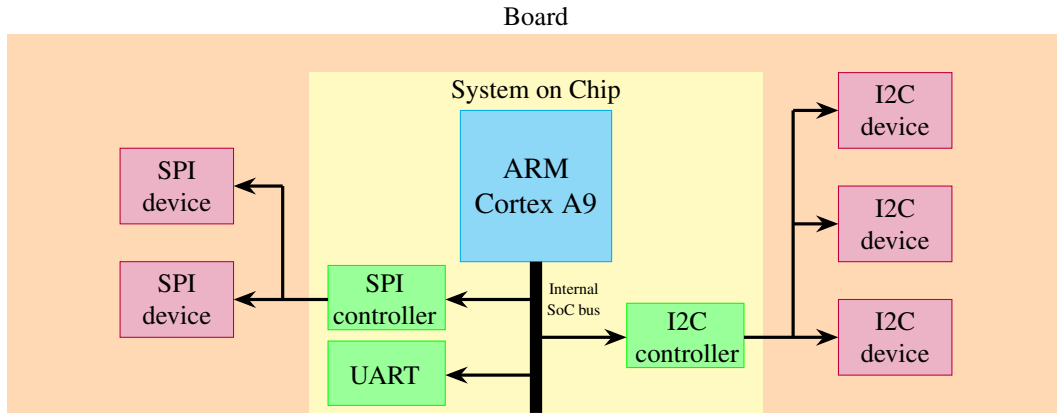 Board
System on Chip
ARM
Cortex A9
SPI
device
SPI
device
SPI
controller
UART
Internal
SoC bus
I2C
controller
I2C
device
I2C
device
I2C
device